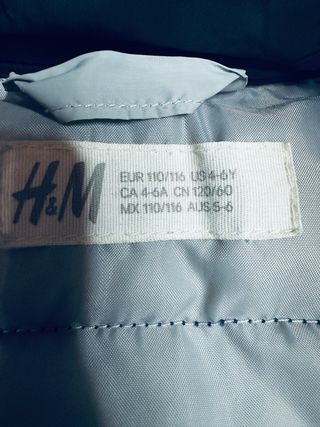 H&M
EUR 110/116 US 4-6Y
CA 4-6A CN 120/60
MX 110/116 AUS 5-6